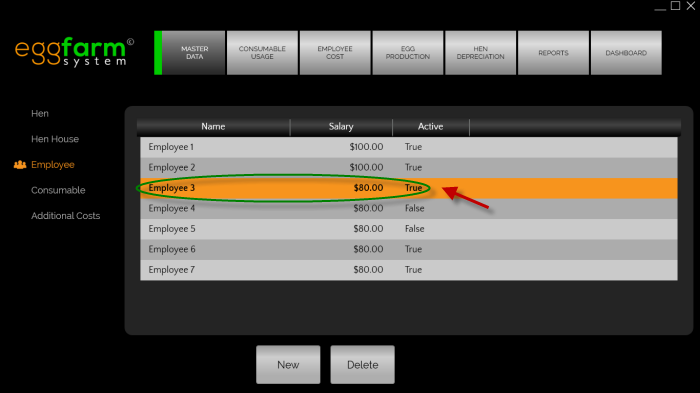 eggfarm©
system
MASTER
DATA
CONSUMABLE
USAGE
EMPLOYEE
COST
EGG
PRODUCTION
HEN
DEPRECIATION
REPORTS
DASHBOARD
Hen
Hen House
Employee
Consumable
Additional Costs
Name Salary Active
Employee 1 $100.00 True
Employee 2 $100.00 True
Employee 3 $80.00 True
Employee 4 $80.00 False
Employee 5 $80.00 False
Employee 6 $80.00 True
Employee 7 $80.00 True
New Delete